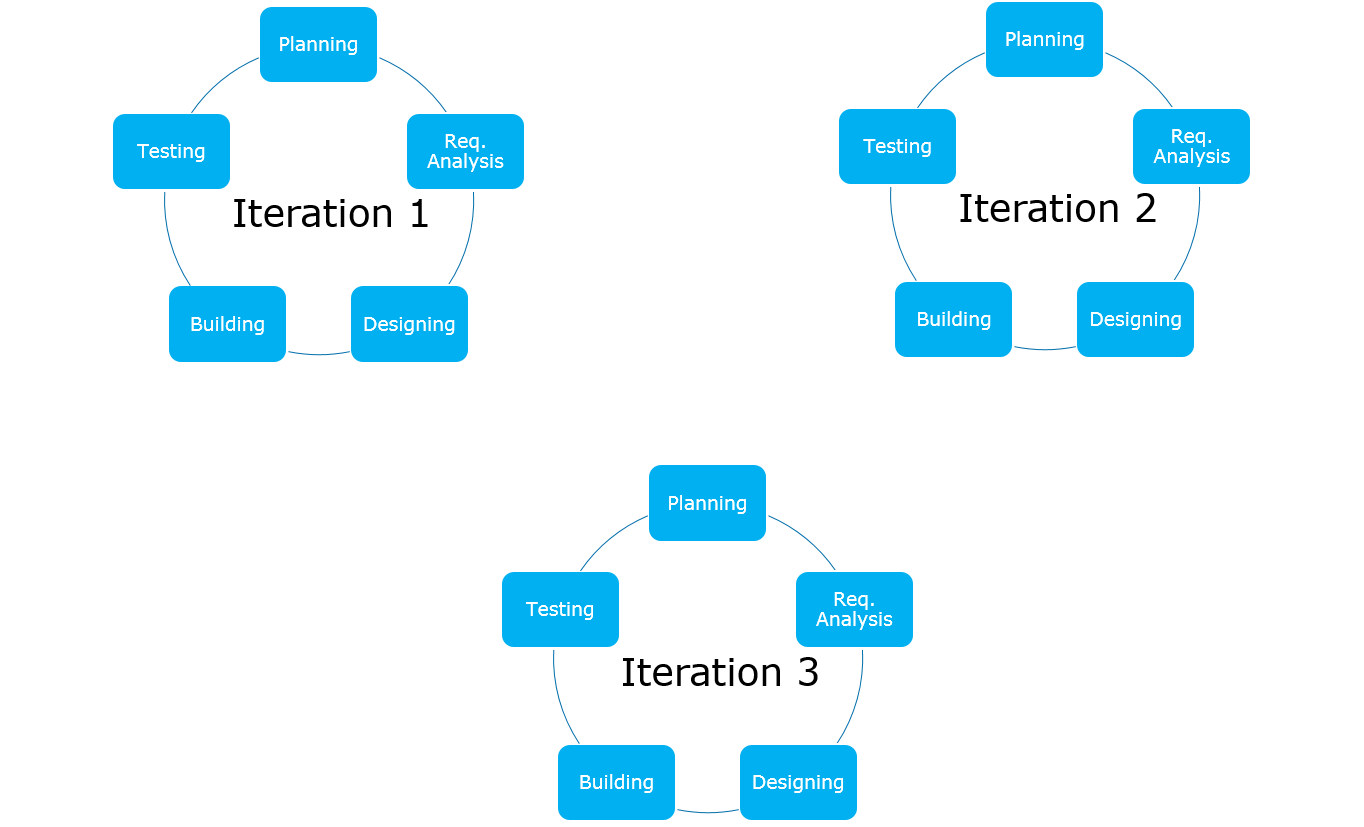 Planning
Testing
Req.
Analysis
Iteration 1
Building
Designing
Planning
Testing
Req.
Analysis
Iteration 2
Building
Designing
Planning
Testing
Req.
Analysis
Iteration 3
Building
Designing